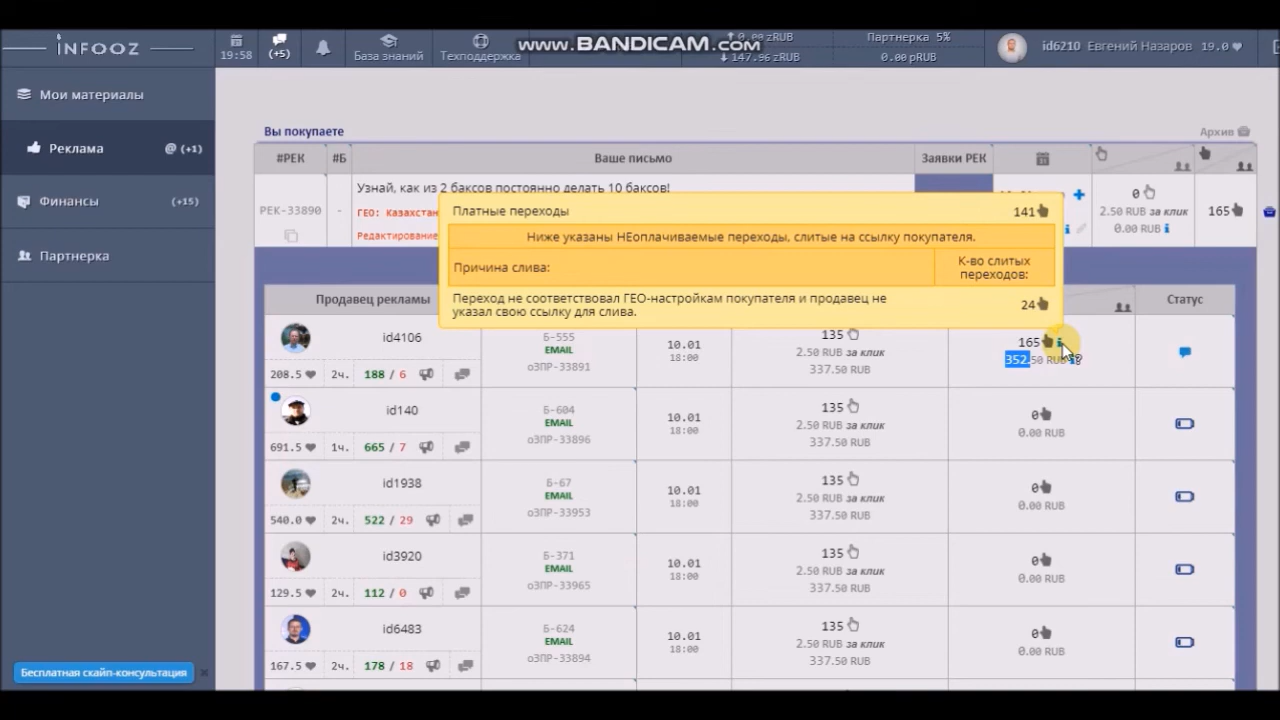 iNFOOZ
19:58
(+5)
База знаний
Техподдержка
www.BANDICAM.com
zRUB
147.96 zRUB
Партнерка 5%
0.00 pRUB
id6210 Евгений Назаров 19.0
Мои материалы
Реклама @ (+1)
Финансы (+15)
Партнерка
Бесплатная скайп-консультация
Вы покупаете
Архив
#РЕК #Б Ваше письмо Заявки РЕК
РЕК-33890 -
Узнай, как из 2 баксов постоянно делать 10 баксов!
ГЕО: Казахстан
Редактирование
0
2.50 RUB за клик
0.00 RUB
165
Платные переходы 141
Ниже указаны НЕоплачиваемые переходы, слитые на ссылку покупателя.
Причина слива:
К-во слитых
переходов:
Переход не соответствовал ГЕО-настройкам покупателя и продавец не
указал свою ссылку для слива.
24
Продавец рекламы
Статус
id4106
208.5 2ч. 188 / 6
Б-555
EMAIL
оЗПР-33891
10.01
18:00
135
2.50 RUB за клик
337.50 RUB
165
352.50 RUB
id140
691.5 1ч. 665 / 7
Б-604
EMAIL
оЗПР-33896
10.01
18:00
135
2.50 RUB за клик
337.50 RUB
0
0.00 RUB
id1938
540.0 2ч. 522 / 29
Б-67
EMAIL
оЗПР-33953
10.01
18:00
135
2.50 RUB за клик
337.50 RUB
0
0.00 RUB
id3920
129.5 2ч. 112 / 0
Б-371
EMAIL
оЗПР-33965
10.01
18:00
135
2.50 RUB за клик
337.50 RUB
0
0.00 RUB
id6483
167.5 2ч. 178 / 18
Б-624
EMAIL
оЗПР-33894
10.01
18:00
135
2.50 RUB за клик
337.50 RUB
0
0.00 RUB